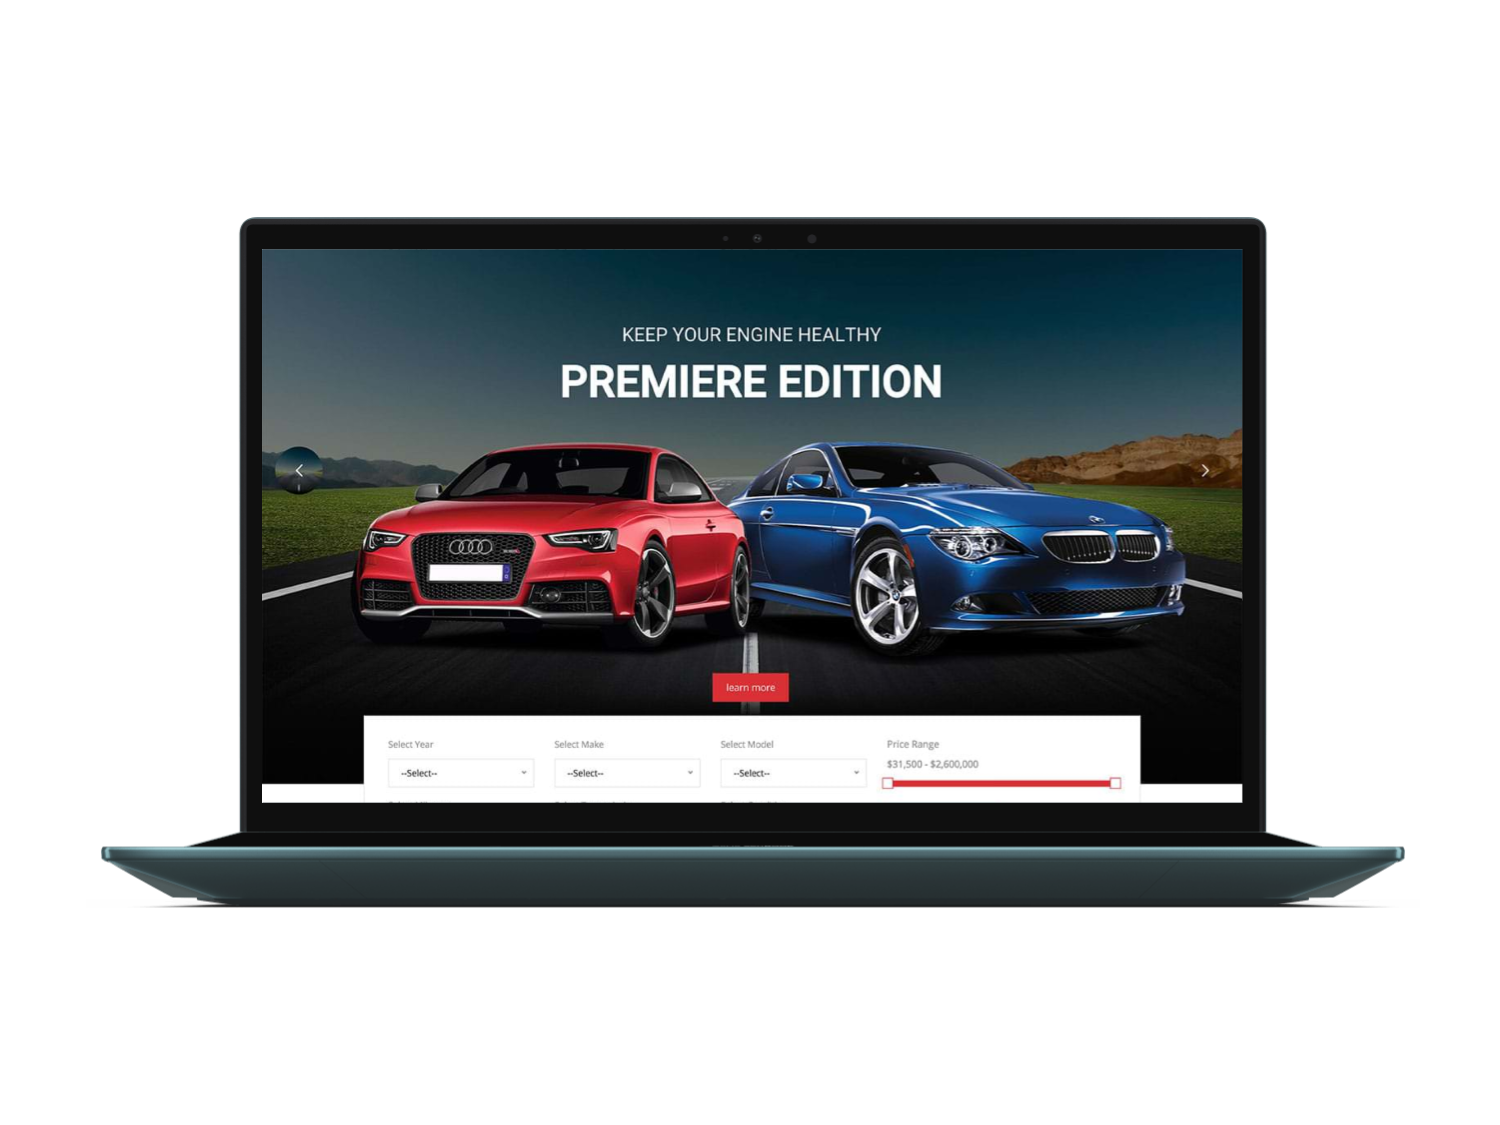 KEEP YOUR ENGINE HEALTHY
PREMIERE EDITION
learn more
Select Year
Select Make
Select Model
Price Range
$31,500 - $2,600,000
--Select--
--Select--
--Select--